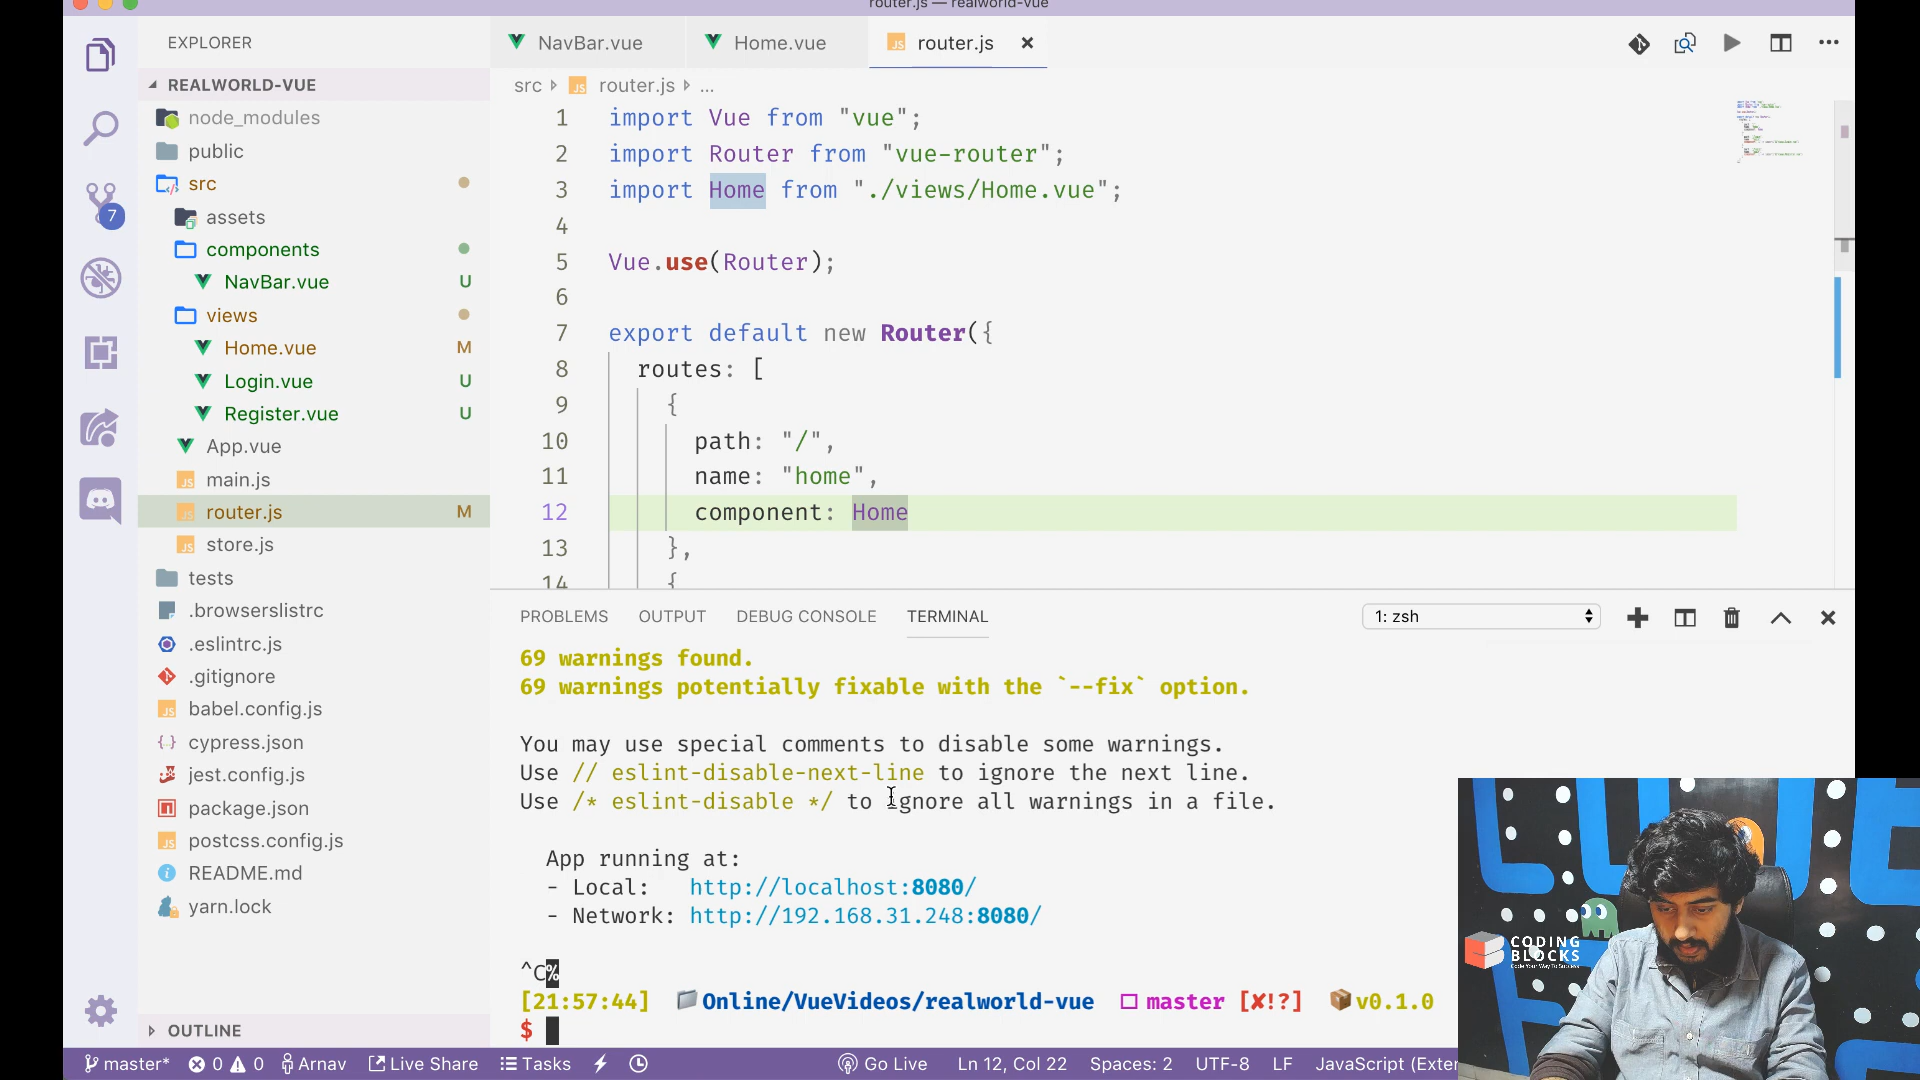 router.js — realworld-vue
EXPLORER
REALWORLD-VUE
node_modules
public
src
assets
components
NavBar.vue U
views
Home.vue M
Login.vue U
Register.vue U
App.vue
main.js
router.js M
store.js
tests
.browserslistrc
.eslintrc.js
.gitignore
babel.config.js
cypress.json
jest.config.js
package.json
postcss.config.js
README.md
yarn.lock
OUTLINE
7
NavBar.vue Home.vue router.js
src router.js ...
1 import Vue from "vue";
2 import Router from "vue-router";
3 import Home from "./views/Home.vue";
4
5 Vue.use(Router);
6
7 export default new Router({
8 routes: [
9 {
10 path: "/",
11 name: "home",
12 component: Home
13 },
14 {
PROBLEMS OUTPUT DEBUG CONSOLE TERMINAL 1: zsh
69 warnings found.
69 warnings potentially fixable with the `--fix` option.
You may use special comments to disable some warnings.
Use // eslint-disable-next-line to ignore the next line.
Use /* eslint-disable */ to ignore all warnings in a file.
App running at:
- Local: http://localhost:8080/
- Network: http://192.168.31.248:8080/
^C%
[21:57:44] Online/VueVideos/realworld-vue master [✘!?] v0.1.0
$
CODING
BLOCKS
Code Your Way To Success
master* 0 0 Arnav Live Share Tasks Go Live Ln 12, Col 22 Spaces: 2 UTF-8 LF JavaScript (Exter